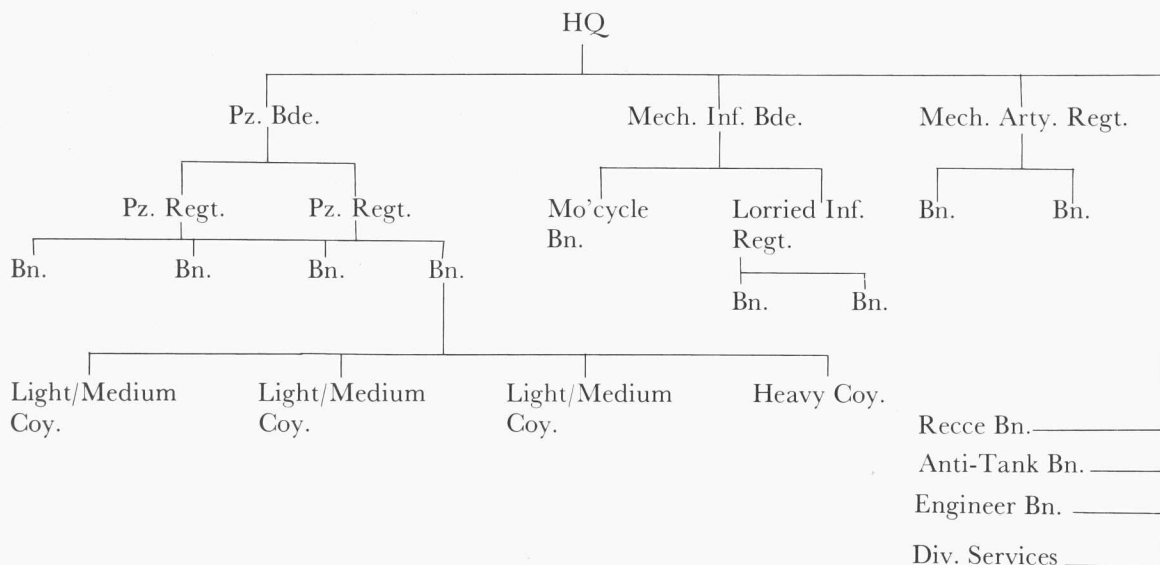 HQ
Pz. Bde.
Mech. Inf. Bde.
Mech. Arty. Regt.
Pz. Regt.
Pz. Regt.
Mo'cycle
Bn.
Lorried Inf.
Regt.
Bn.
Bn.
Bn.
Bn.
Bn.
Bn.
Bn.
Bn.
Light/Medium
Coy.
Light/Medium
Coy.
Light/Medium
Coy.
Heavy Coy.
Recce Bn.
Anti-Tank Bn.
Engineer Bn.
Div. Services